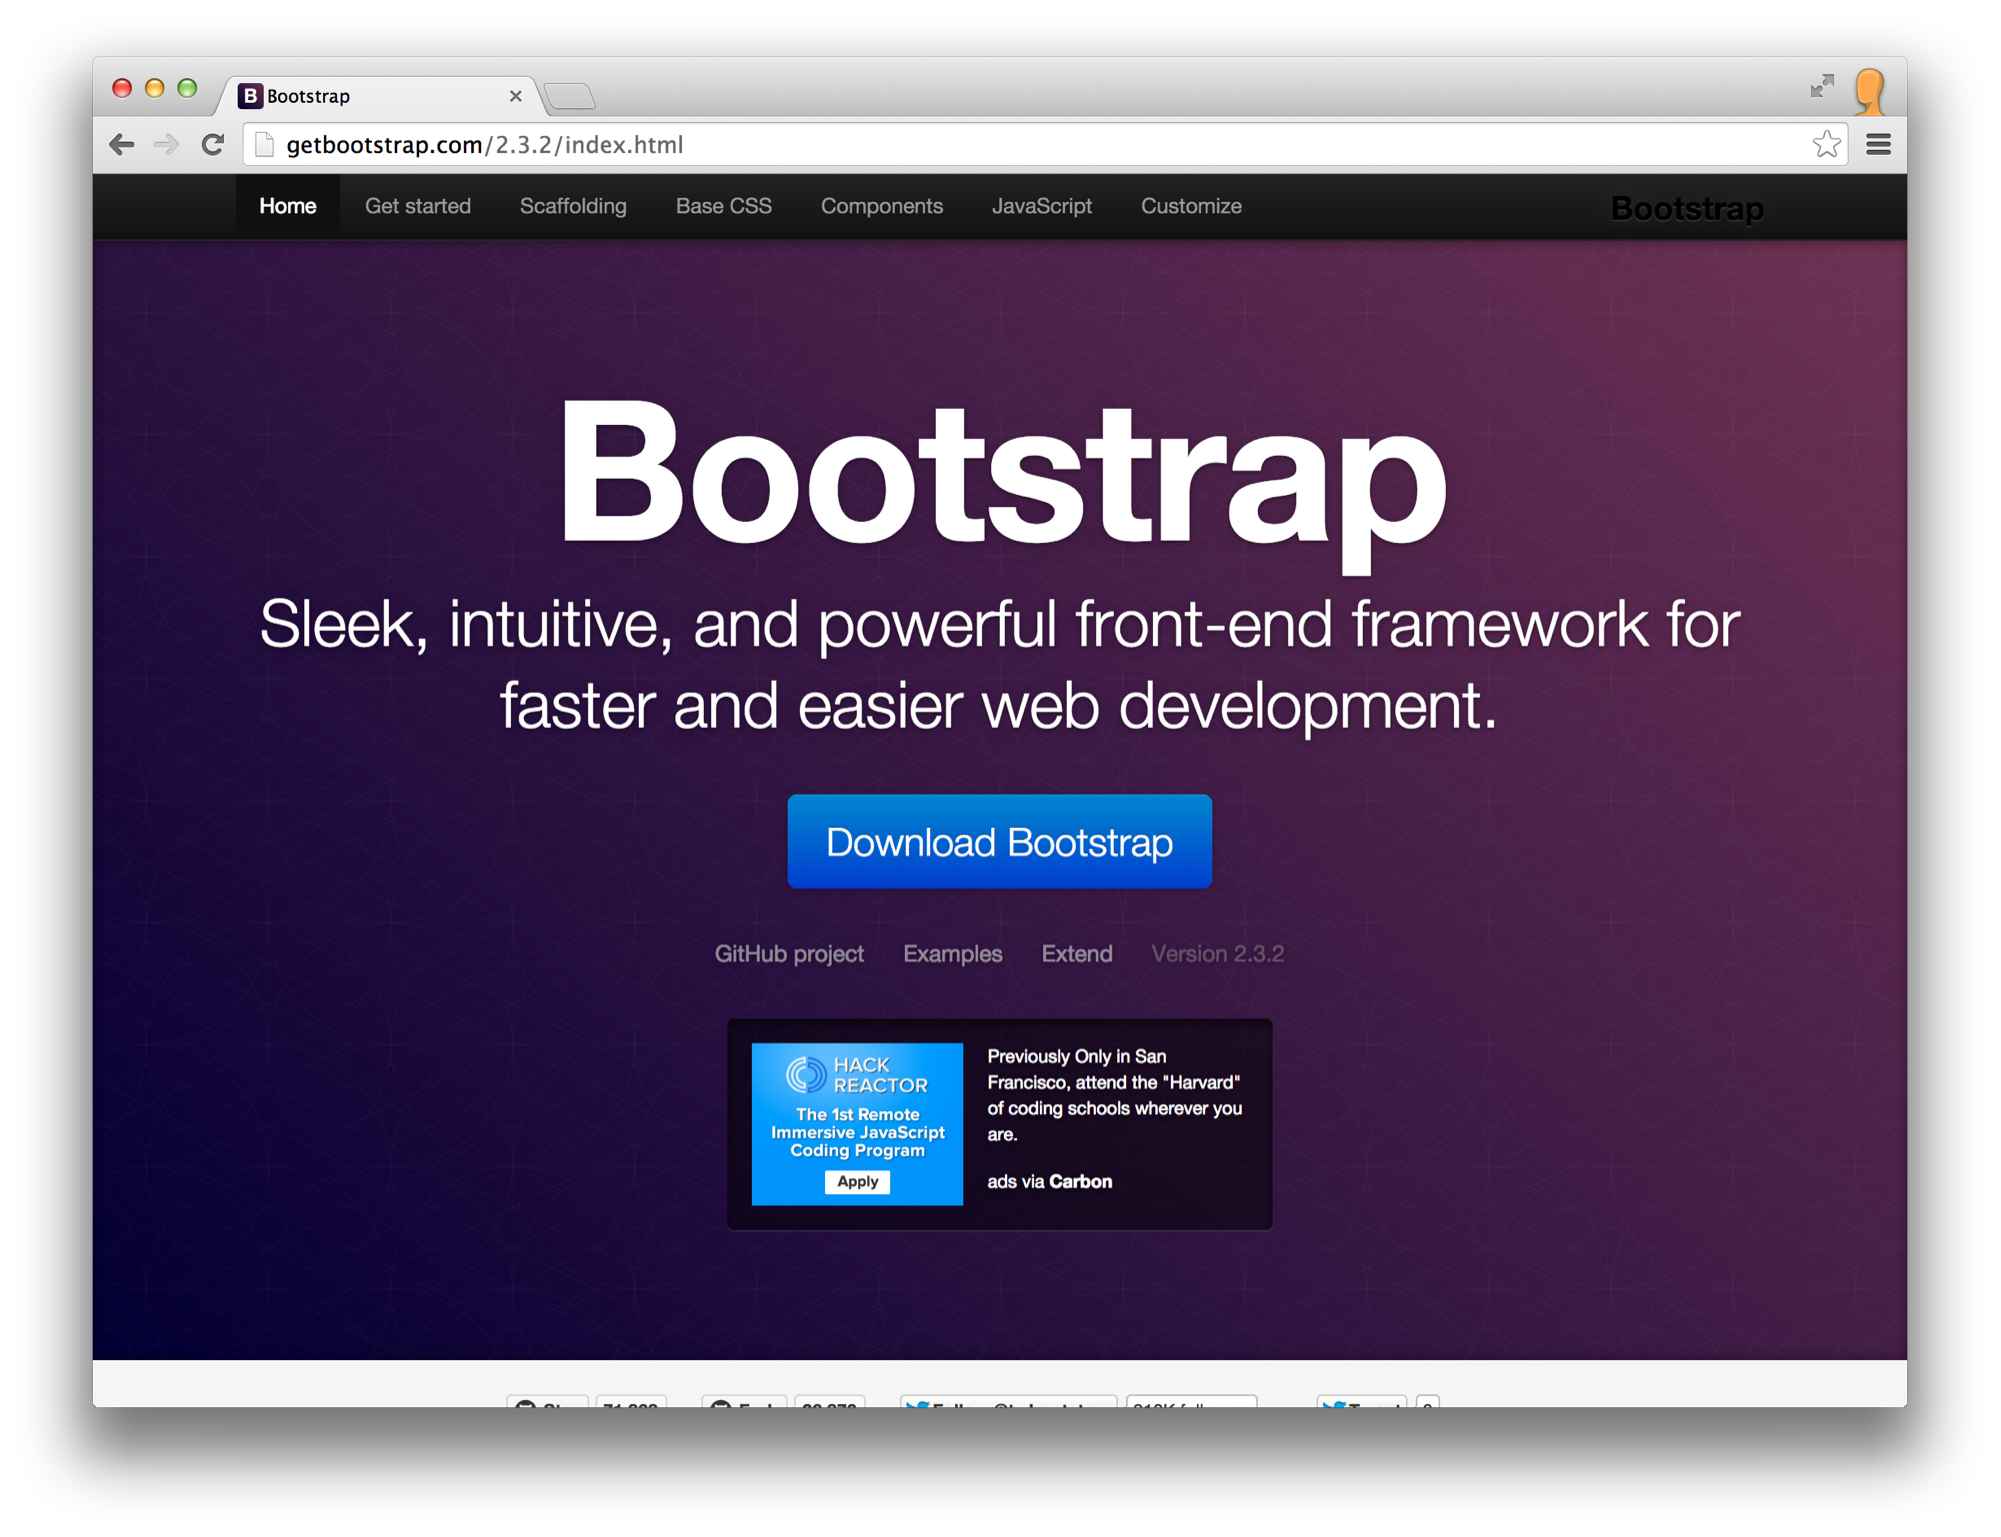 B Bootstrap
getbootstrap.com/2.3.2/index.html
Home Get started Scaffolding Base CSS Components JavaScript Customize Bootstrap
Bootstrap
Sleek, intuitive, and powerful front-end framework for
faster and easier web development.
Download Bootstrap
GitHub project Examples Extend Version 2.3.2
HACK
REACTOR
The 1st Remote
Immersive JavaScript
Coding Program
Apply
Previously Only in San
Francisco, attend the "Harvard"
of coding schools wherever you
are.
ads via Carbon